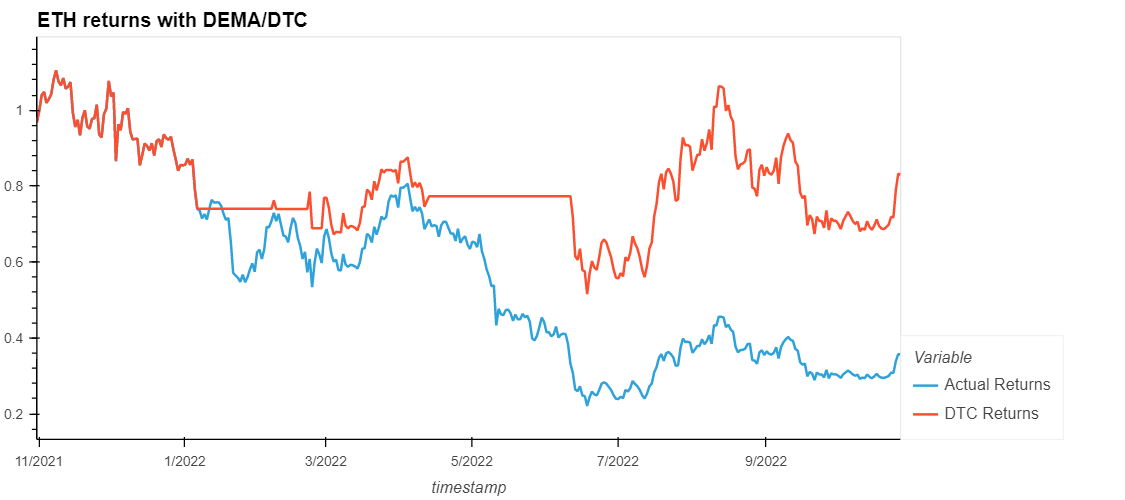 ETH returns with DEMA/DTC
1
0.8
0.6
0.4
0.2
11/2021 1/2022 3/2022 5/2022 7/2022 9/2022
timestamp
Variable
Actual Returns
DTC Returns